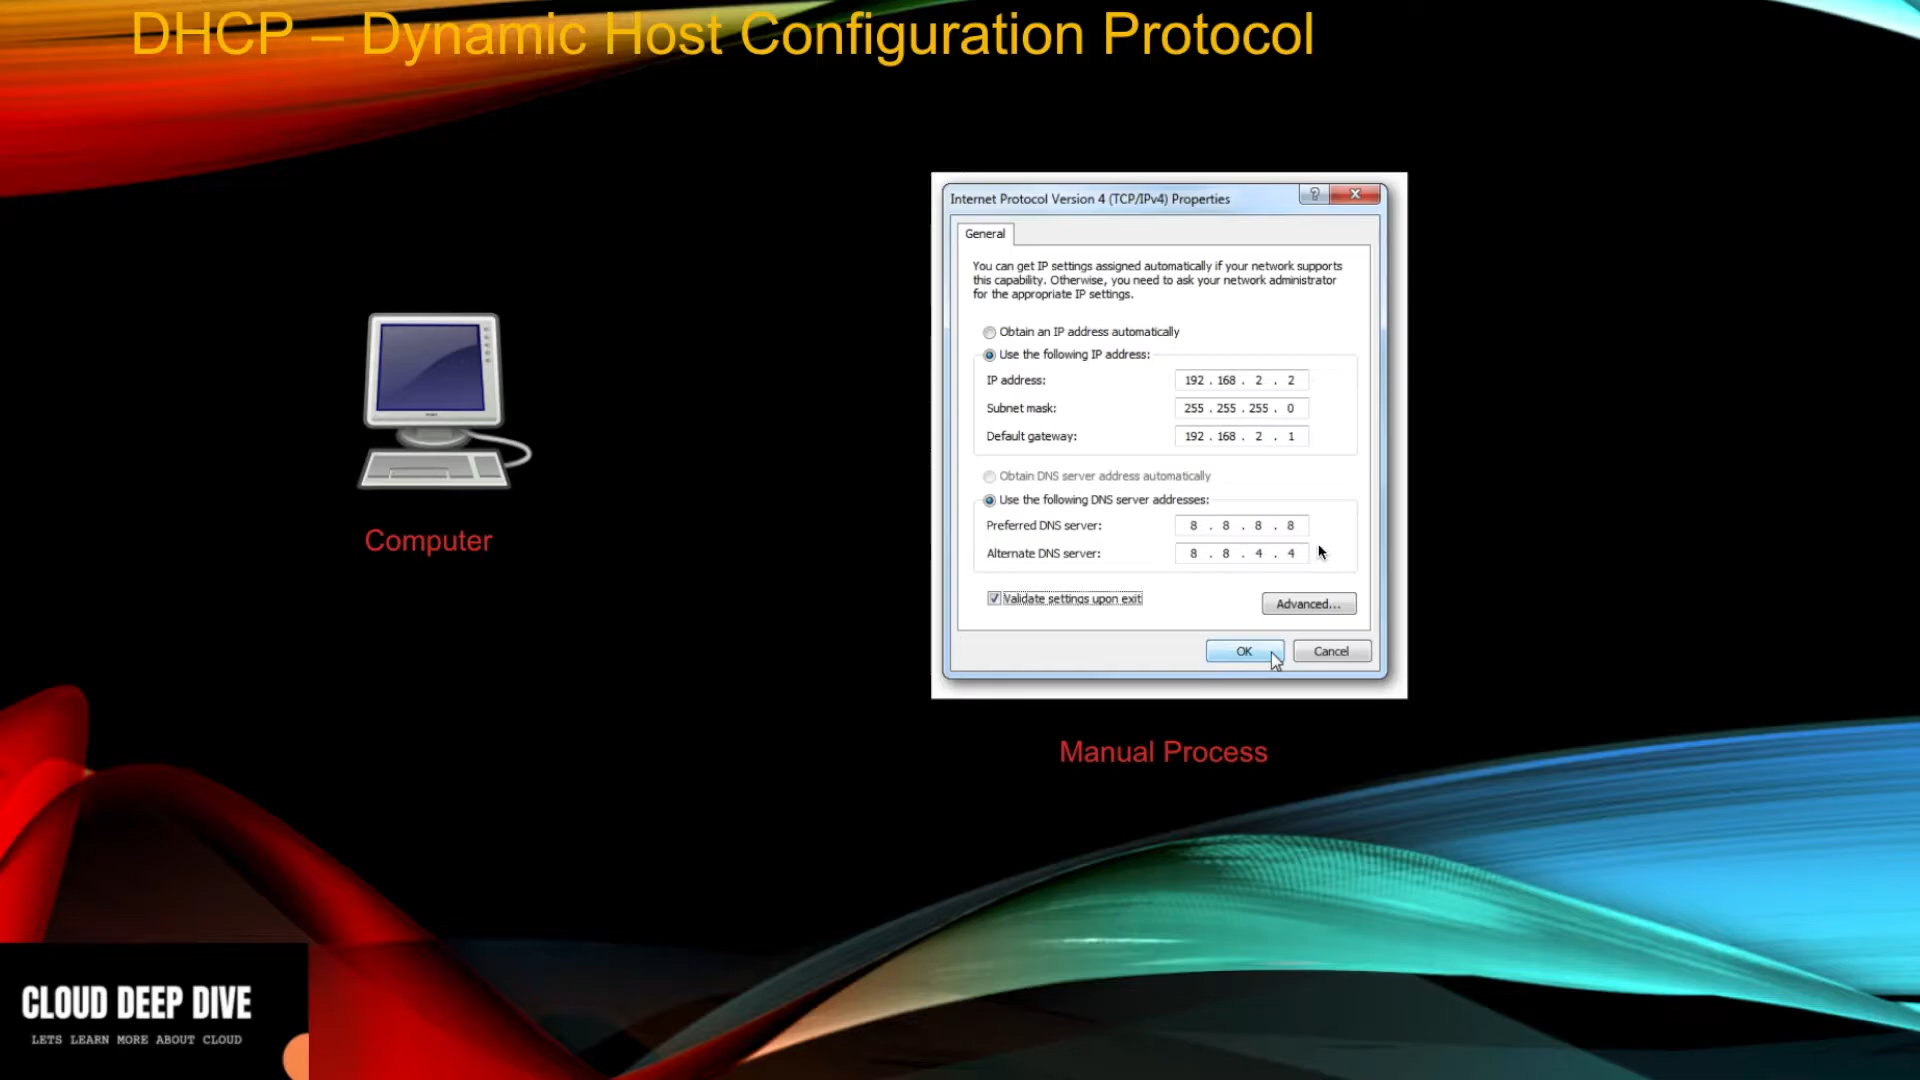 DHCP – Dynamic Host Configuration Protocol
Internet Protocol Version 4 (TCP/IPv4) Properties
?
General
You can get IP settings assigned automatically if your network supports
this capability. Otherwise, you need to ask your network administrator
for the appropriate IP settings.
Obtain an IP address automatically
Use the following IP address:
IP address: 192 . 168 . 2 . 2
Subnet mask: 255 . 255 . 255 . 0
Default gateway: 192 . 168 . 2 . 1
Obtain DNS server address automatically
Use the following DNS server addresses:
Preferred DNS server: 8 . 8 . 8 . 8
Alternate DNS server: 8 . 8 . 4 . 4
Validate settings upon exit
Advanced...
OK Cancel
Computer
Manual Process
CLOUD DEEP DIVE
LETS LEARN MORE ABOUT CLOUD